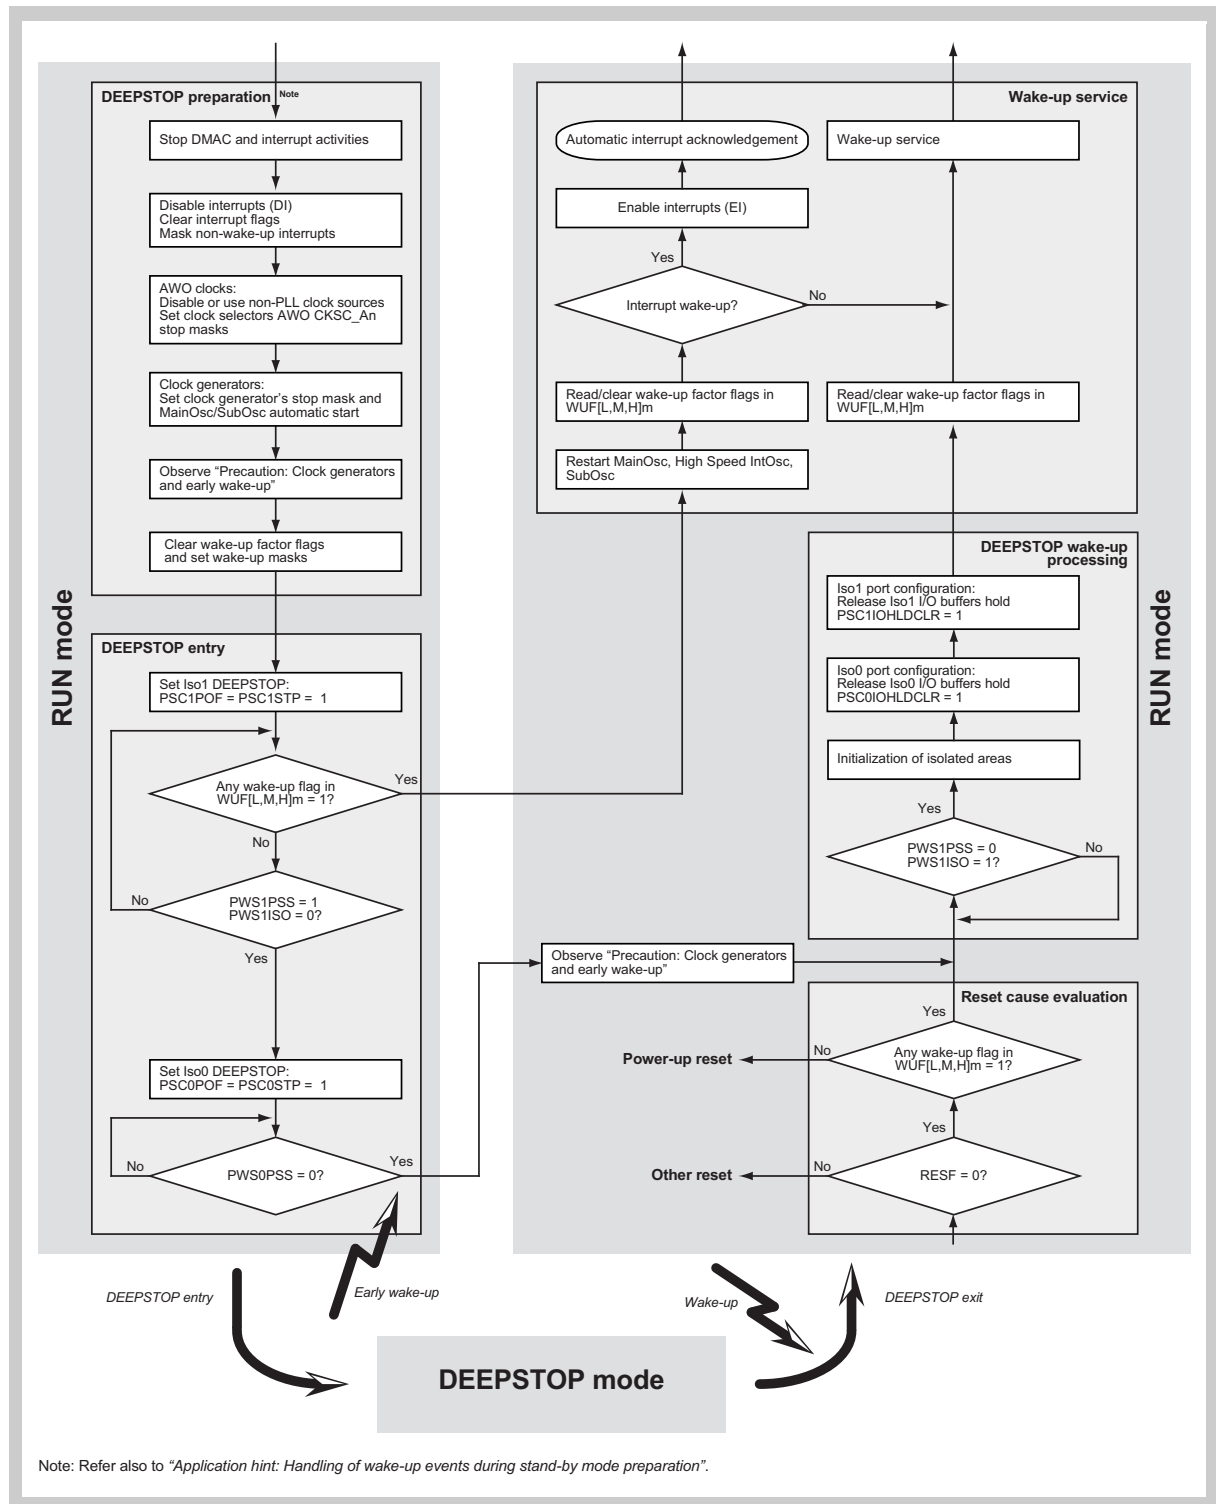 DEEPSTOP preparation
Note
Stop DMAC and interrupt activities
Disable interrupts (DI)
Clear interrupt flags
Mask non-wake-up interrupts
AWO clocks:
Disable or use non-PLL clock sources
Set clock selectors AWO CKSC_An
stop masks
Clock generators:
Set clock generator's stop mask and
MainOsc/SubOsc automatic start
Observe “Precaution: Clock generators
and early wake-up”
Clear wake-up factor flags
and set wake-up masks
RUN mode
DEEPSTOP entry
Set Iso1 DEEPSTOP:
PSC1POF = PSC1STP = 1
Any wake-up flag in
WUF[L,M,H]m = 1?
Yes
No
PWS1PSS = 1
PWS1ISO = 0?
No
Yes
Set Iso0 DEEPSTOP:
PSC0POF = PSC0STP = 1
PWS0PSS = 0?
No
Yes
Wake-up service
Automatic interrupt acknowledgement
Wake-up service
Enable interrupts (EI)
Yes
Interrupt wake-up?
No
Read/clear wake-up factor flags in
WUF[L,M,H]m
Read/clear wake-up factor flags in
WUF[L,M,H]m
Restart MainOsc, High Speed IntOsc,
SubOsc
DEEPSTOP wake-up
processing
Iso1 port configuration:
Release Iso1 I/O buffers hold
PSC1IOHLDCLR = 1
RUN mode
Iso0 port configuration:
Release Iso0 I/O buffers hold
PSC0IOHLDCLR = 1
Initialization of isolated areas
Yes
PWS1PSS = 0
PWS1ISO = 1?
No
Observe “Precaution: Clock generators
and early wake-up”
Reset cause evaluation
Yes
Any wake-up flag in
WUF[L,M,H]m = 1?
No
Power-up reset
Yes
RESF = 0?
No
Other reset
DEEPSTOP entry
Early wake-up
Wake-up
DEEPSTOP exit
DEEPSTOP mode
Note: Refer also to “Application hint: Handling of wake-up events during stand-by mode preparation”.